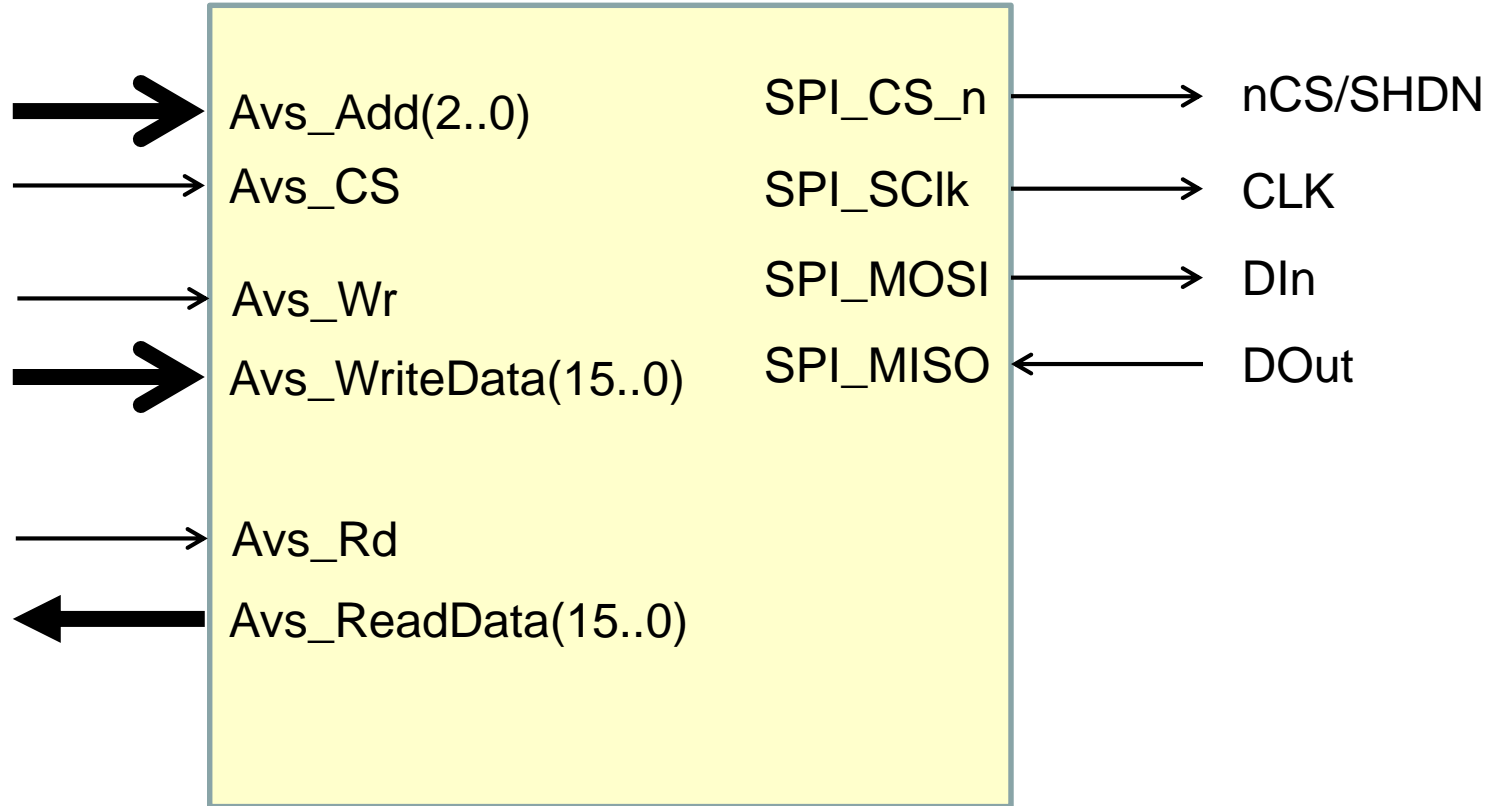 Avs_Add(2..0)
Avs_CS
Avs_Wr
Avs_WriteData(15..0)
Avs_Rd
Avs_ReadData(15..0)
SPI_CS_n
SPI_SClk
SPI_MOSI
SPI_MISO
nCS/SHDN
CLK
DIn
DOut